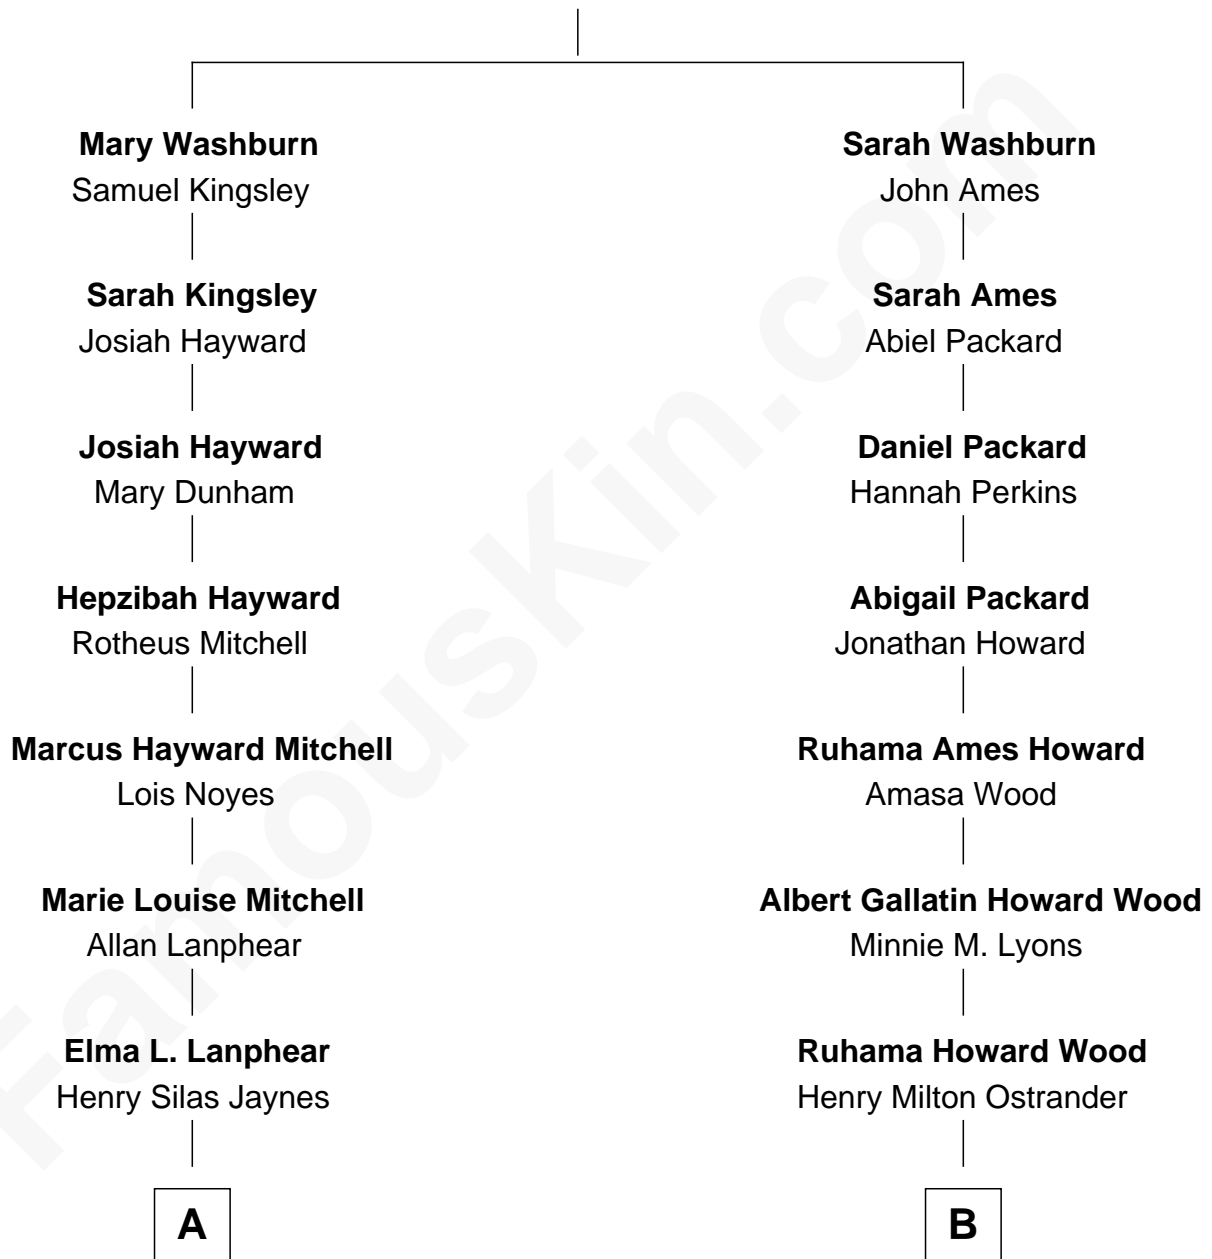 Mary Washburn
Samuel Kingsley
Sarah Kingsley
Josiah Hayward
Josiah Hayward
Mary Dunham
Hepzibah Hayward
Rotheus Mitchell
Marcus Hayward Mitchell
Lois Noyes
Marie Louise Mitchell
Allan Lanphear
Elma L. Lanphear
Henry Silas Jaynes
A
Sarah Washburn
John Ames
Sarah Ames
Abiel Packard
Daniel Packard
Hannah Perkins
Abigail Packard
Jonathan Howard
Ruhama Ames Howard
Amasa Wood
Albert Gallatin Howard Wood
Minnie M. Lyons
Ruhama Howard Wood
Henry Milton Ostrander
B
FamousKin.com